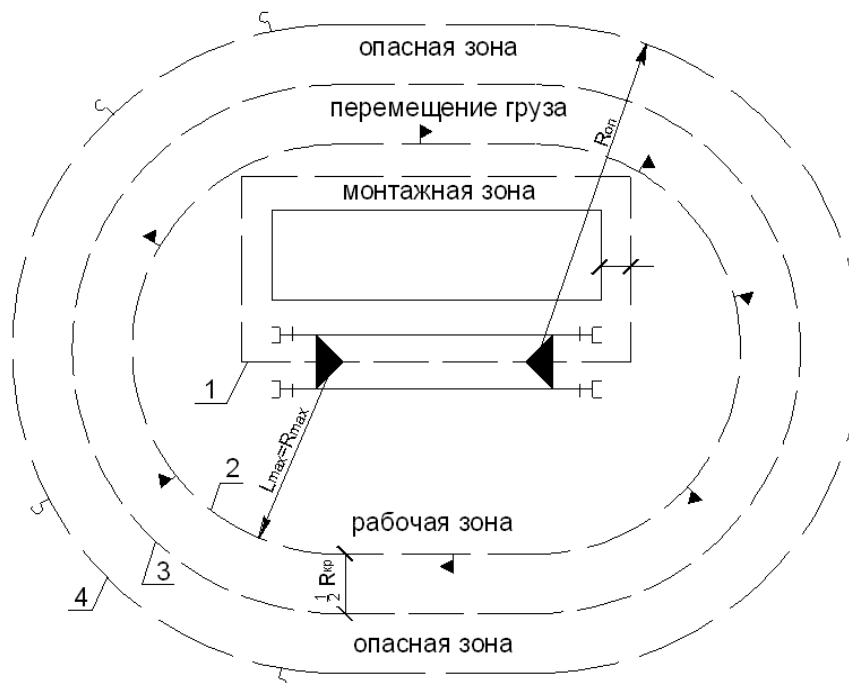 опасная зона
перемещение груза
Rоп
монтажная зона
1
Lmax=Rmax
2
рабочая зона
3
1/2 Rкр
4
опасная зона